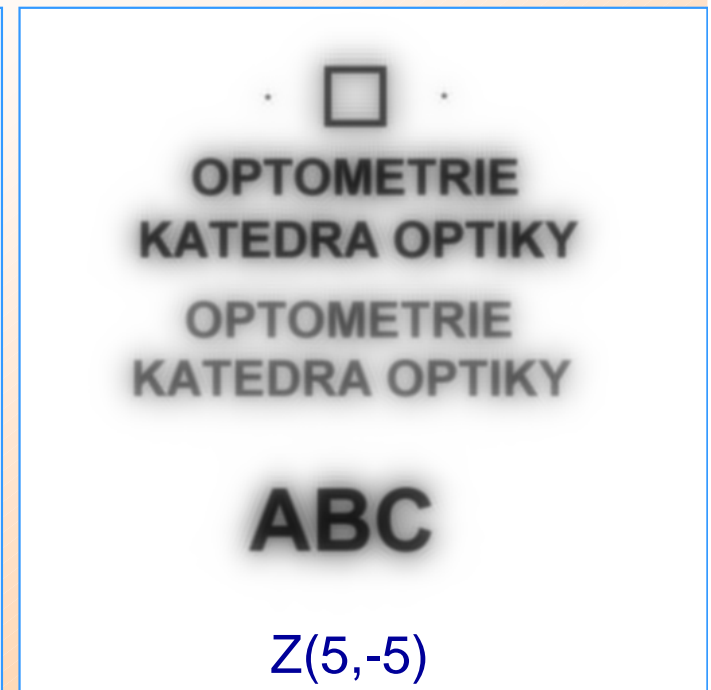 OPTOMETRIE
KATEDRA OPTIKY
OPTOMETRIE
KATEDRA OPTIKY
ABC
Z(5,-5)